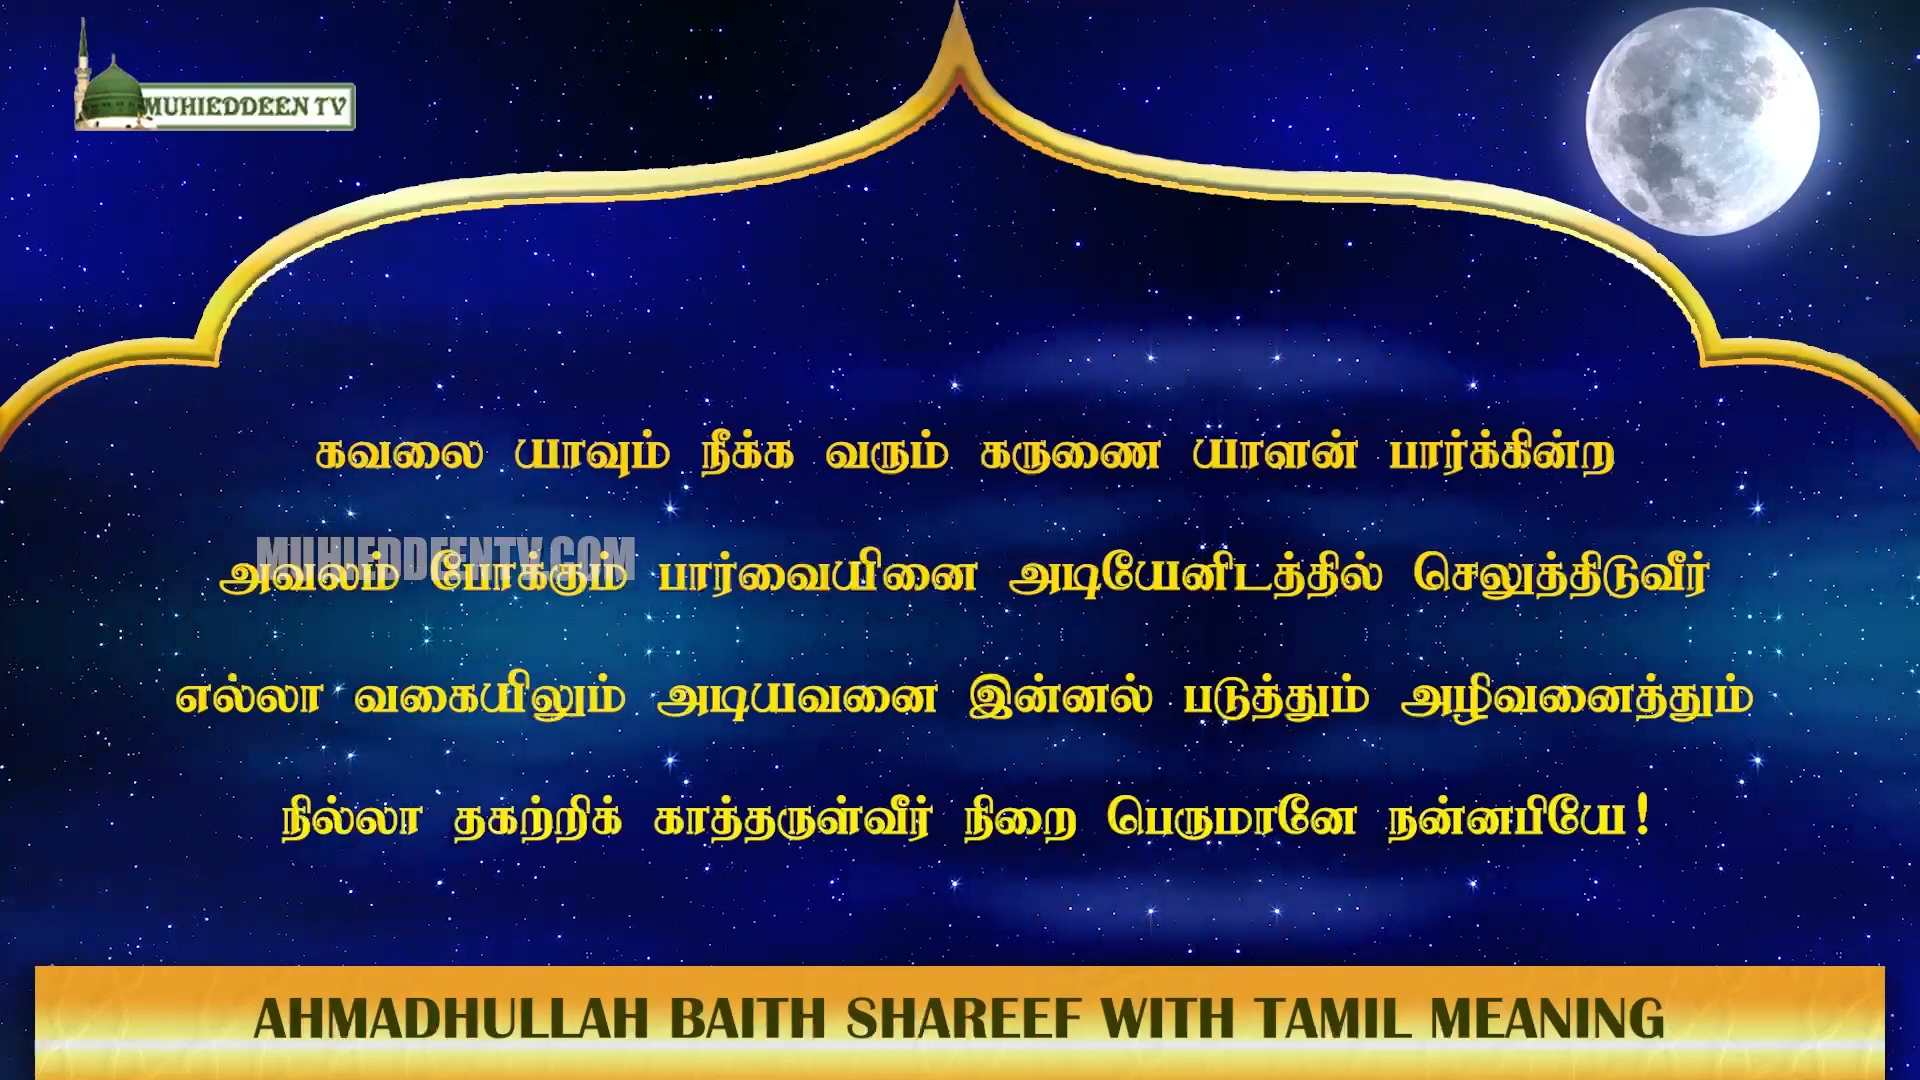 MUHIEDDEEN TV
கவலை யாவும் நீக்க வரும் கருணை யாளன் பார்க்கின்ற
MUHIEDDEENTV.COM
அவலம் போக்கும் பார்வையினை அடியேனிடத்தில் செலுத்திடுவீர்
எல்லா வகையிலும் அடியவனை இன்னல் படுத்தும் அழிவனைத்தும்
நில்லா தகற்றிக் காத்தருள்வீர் நிறை பெருமானே நன்னபியே!
AHMADHULLAH BAITH SHAREEF WITH TAMIL MEANING